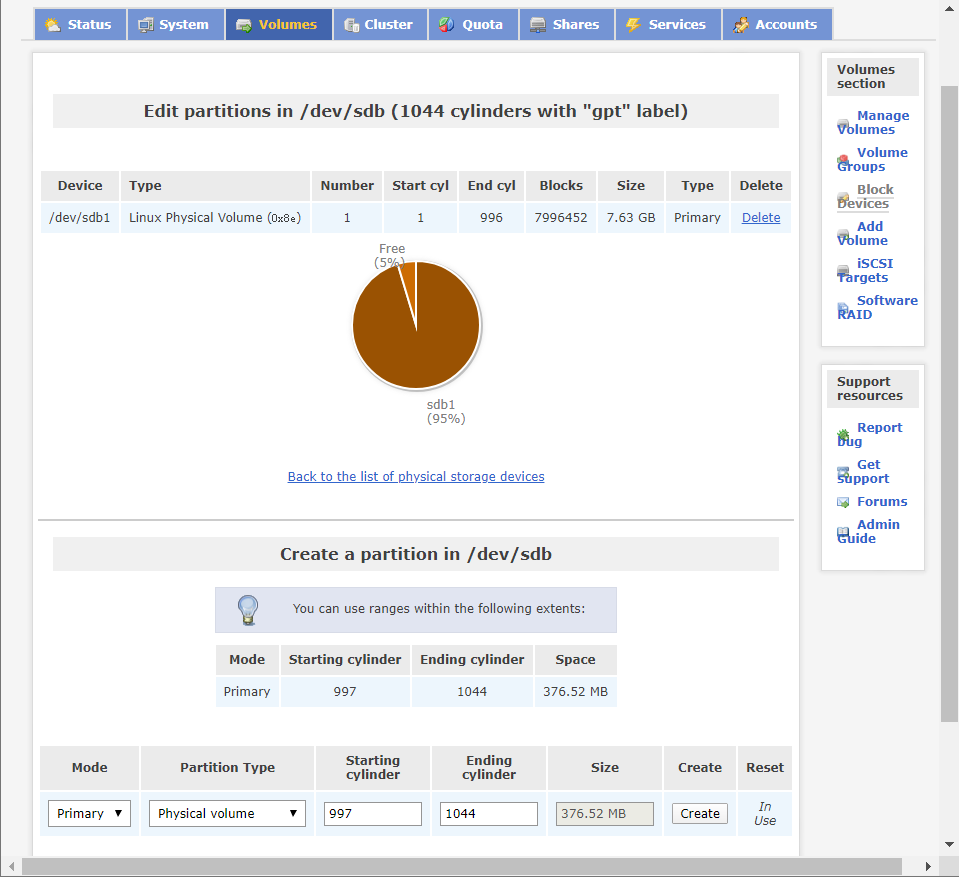 Status System Volumes Cluster Quota Shares Services Accounts
Edit partitions in /dev/sdb (1044 cylinders with "gpt" label)
Device Type Number Start cyl End cyl Blocks Size Type Delete
/dev/sdb1 Linux Physical Volume (0x8e) 1 1 996 7996452 7.63 GB Primary Delete
Free
(5%)
sdb1
(95%)
Back to the list of physical storage devices
Create a partition in /dev/sdb
You can use ranges within the following extents:
Mode Starting cylinder Ending cylinder Space
Primary 997 1044 376.52 MB
Mode Partition Type Starting cylinder Ending cylinder Size Create Reset
Primary Physical volume 997 1044 376.52 MB Create In Use
Volumes
section
Manage
Volumes
Volume
Groups
Block
Devices
Add
Volume
iSCSI
Targets
Software
RAID
Support
resources
Report
bug
Get
support
Forums
Admin
Guide